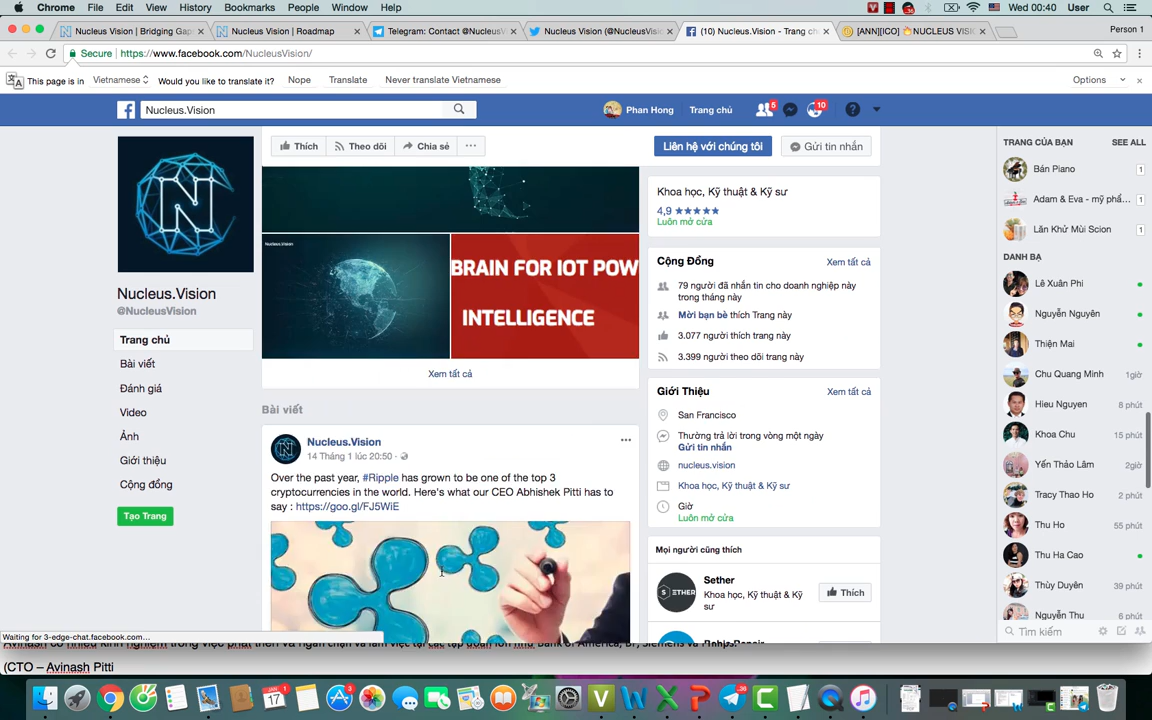 Chrome File Edit View History Bookmarks People Window Help
Wed 00:40 User
Nucleus Vision | Bridging Gap
Nucleus Vision | Roadmap
Telegram: Contact @NucleusV
Nucleus Vision (@NucleusVisi
(10) Nucleus.Vision - Trang ch
[ANN][ICO] NUCLEUS VISI
Person 1
Secure https://www.facebook.com/NucleusVision/
This page is in Vietnamese Would you like to translate it? Nope Translate Never translate Vietnamese Options
Nucleus.Vision
Phan Hong Trang chủ 5 10
Thích Theo dõi Chia sẻ ...
Liên hệ với chúng tôi Gửi tin nhắn
N
Nucleus.Vision
@NucleusVision
Trang chủ
Bài viết
Đánh giá
Video
Ảnh
Giới thiệu
Cộng đồng
Tạo Trang
Nucleus.Vision
BRAIN FOR IOT POW
INTELLIGENCE
Xem tất cả
Bài viết
Nucleus.Vision
14 Tháng 1 lúc 20:50
Over the past year, #Ripple has grown to be one of the top 3
cryptocurrencies in the world. Here's what our CEO Abhishek Pitti has to
say : https://goo.gl/FJ5WiE
Khoa học, Kỹ thuật & Kỹ sư
4,9 ★★★★★
Luôn mở cửa
Cộng Đồng Xem tất cả
79 người đã nhắn tin cho doanh nghiệp này
trong tháng này
Mời bạn bè thích Trang này
3.077 người thích trang này
3.399 người theo dõi trang này
Giới Thiệu Xem tất cả
San Francisco
Thường trả lời trong vòng một ngày
Gửi tin nhắn
nucleus.vision
Khoa học, Kỹ thuật & Kỹ sư
Giờ
Luôn mở cửa
Mọi người cũng thích
SETHER
Sether
Khoa học, Kỹ thuật & Kỹ
sư
Thích
TRANG CỦA BẠN SEE ALL
Bán Piano 1
Adam & Eva - mỹ phẩ... 1
Lăn Khử Mùi Scion 1
DANH BẠ
Lê Xuân Phi
Nguyễn Nguyên
Thiện Mai
Chu Quang Minh 1giờ
Hieu Nguyen 8 phút
Khoa Chu 15 phút
Yến Thảo Lâm 2giờ
Tracy Thao Ho 2 phút
Thu Ho 55 phút
Thu Ha Cao
Thùy Duyên 39 phút
Nguyễn Thu 6 phút
Tìm kiếm
Waiting for 3-edge-chat.facebook.com...
(CTO – Avinash Pitti